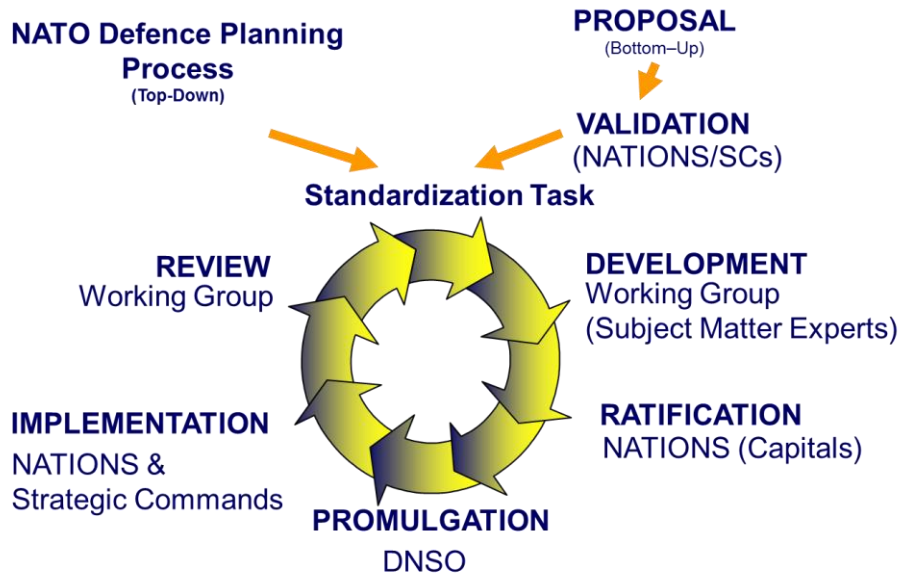 NATO Defence Planning
Process
(Top-Down)
PROPOSAL
(Bottom–Up)
VALIDATION
(NATIONS/SCs)
Standardization Task
DEVELOPMENT
Working Group
(Subject Matter Experts)
RATIFICATION
NATIONS (Capitals)
PROMULGATION
DNSO
IMPLEMENTATION
NATIONS &
Strategic Commands
REVIEW
Working Group